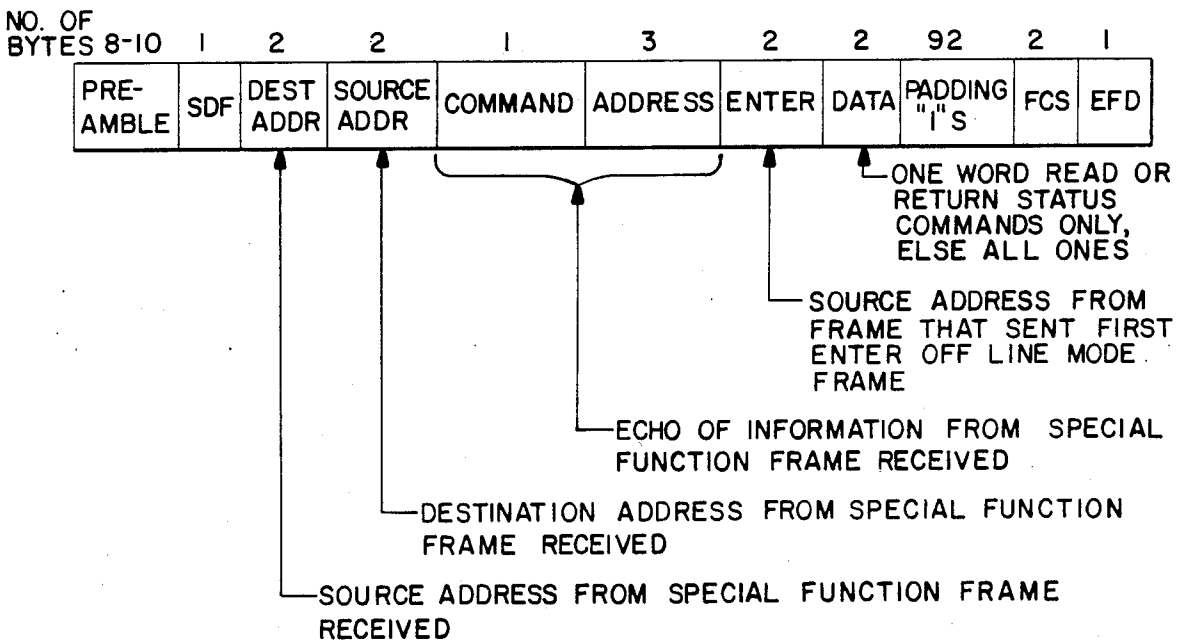 NO. OF
BYTES 8-10 1 2 2 1 3 2 2 92 2 1
PRE-
AMBLE
SDF
DEST
ADDR
SOURCE
ADDR
COMMAND
ADDRESS
ENTER
DATA
PADDING
"1"S
FCS
EFD
ONE WORD READ OR
RETURN STATUS
COMMANDS ONLY,
ELSE ALL ONES
SOURCE ADDRESS FROM
FRAME THAT SENT FIRST
ENTER OFF LINE MODE
FRAME
ECHO OF INFORMATION FROM SPECIAL
FUNCTION FRAME RECEIVED
DESTINATION ADDRESS FROM SPECIAL FUNCTION
FRAME RECEIVED
SOURCE ADDRESS FROM SPECIAL FUNCTION FRAME
RECEIVED